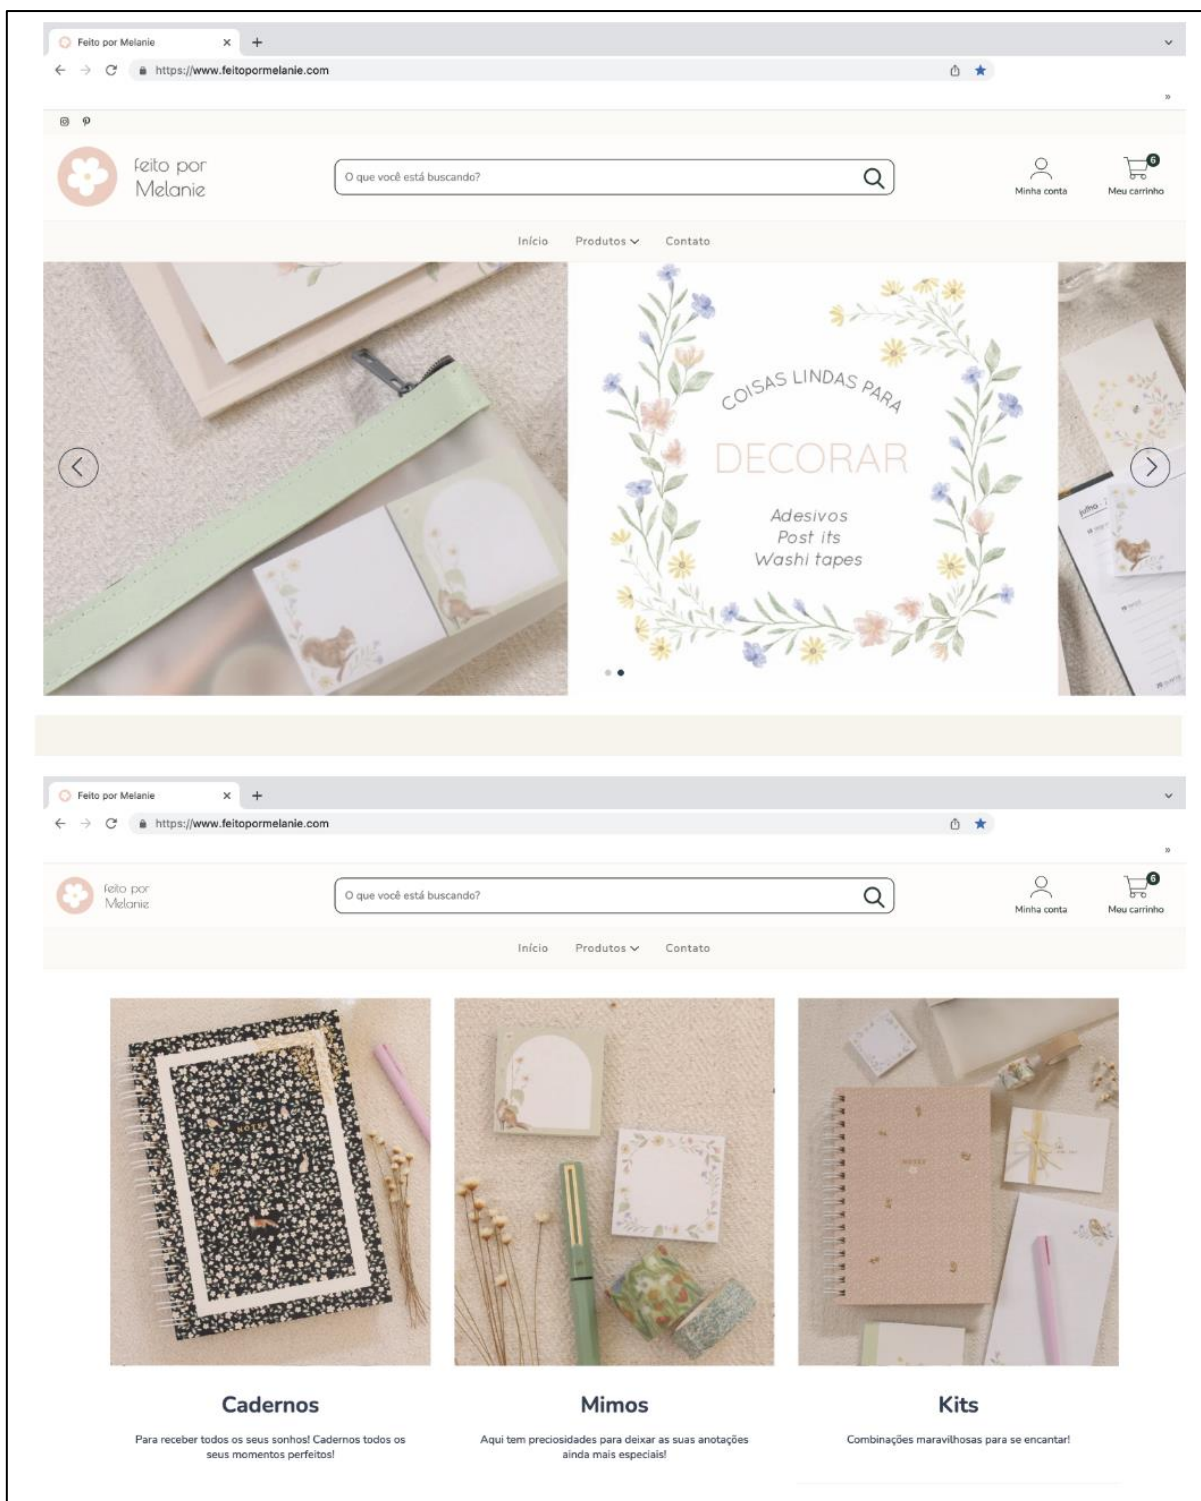 Feito por Melanie
https://www.feitopormelanie.com
feito por
Melanie
O que você está buscando?
Minha conta
6
Meu carrinho
Início Produtos Contato
COISAS LINDAS PARA
DECORAR
Adesivos
Post its
Washi tapes
julho
Feito por Melanie
https://www.feitopormelanie.com
feito por
Melanie
O que você está buscando?
Minha conta
6
Meu carrinho
Início Produtos Contato
NOTES
NOTES
Cadernos
Para receber todos os seus sonhos! Cadernos todos os
seus momentos perfeitos!
Mimos
Aqui tem preciosidades para deixar as suas anotações
ainda mais especiais!
Kits
Combinações maravilhosas para se encantar!